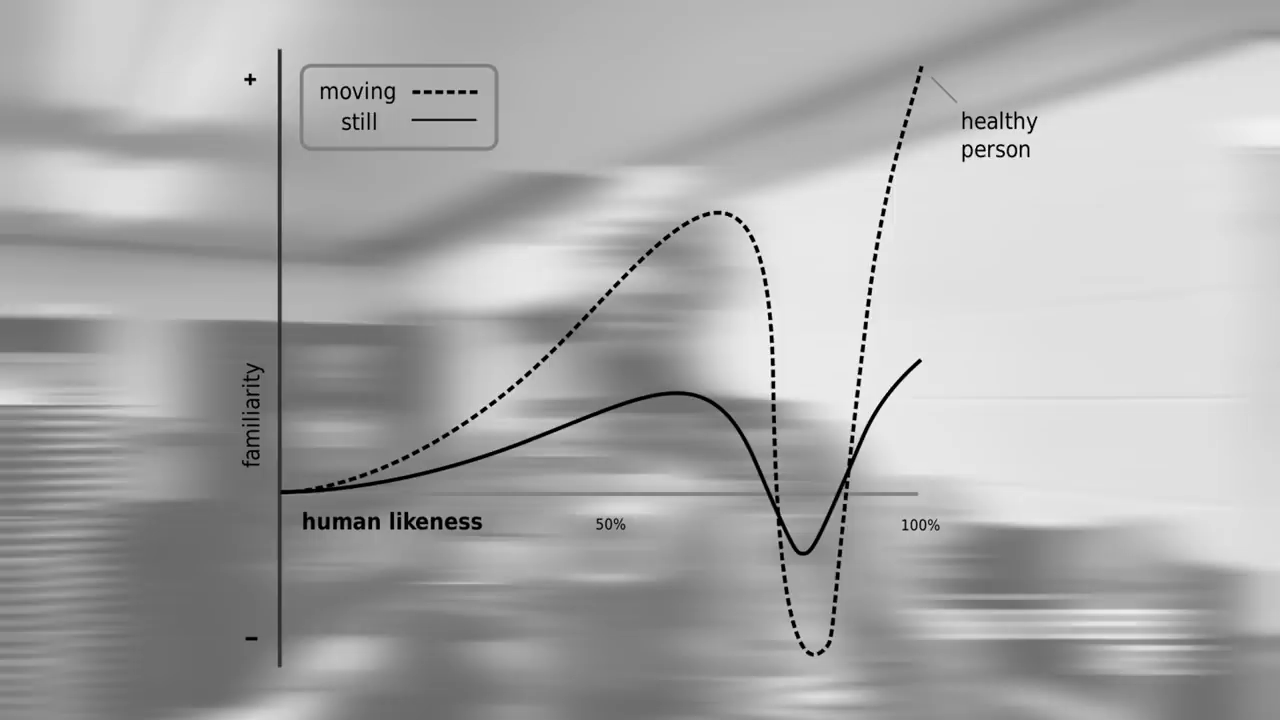 +
moving
still
healthy
person
familiarity
human likeness
50%
100%
–